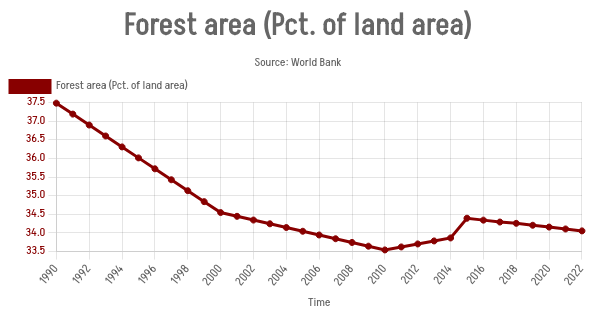 Forest area (Pct. of land area)
Source: World Bank
Forest area (Pct. of land area)
37.5
37.0
36.5
36.0
35.5
35.0
34.5
34.0
33.5
1990 1992 1994 1996 1998 2000 2002 2004 2006 2008 2010 2012 2014 2016 2018 2020 2022
Time